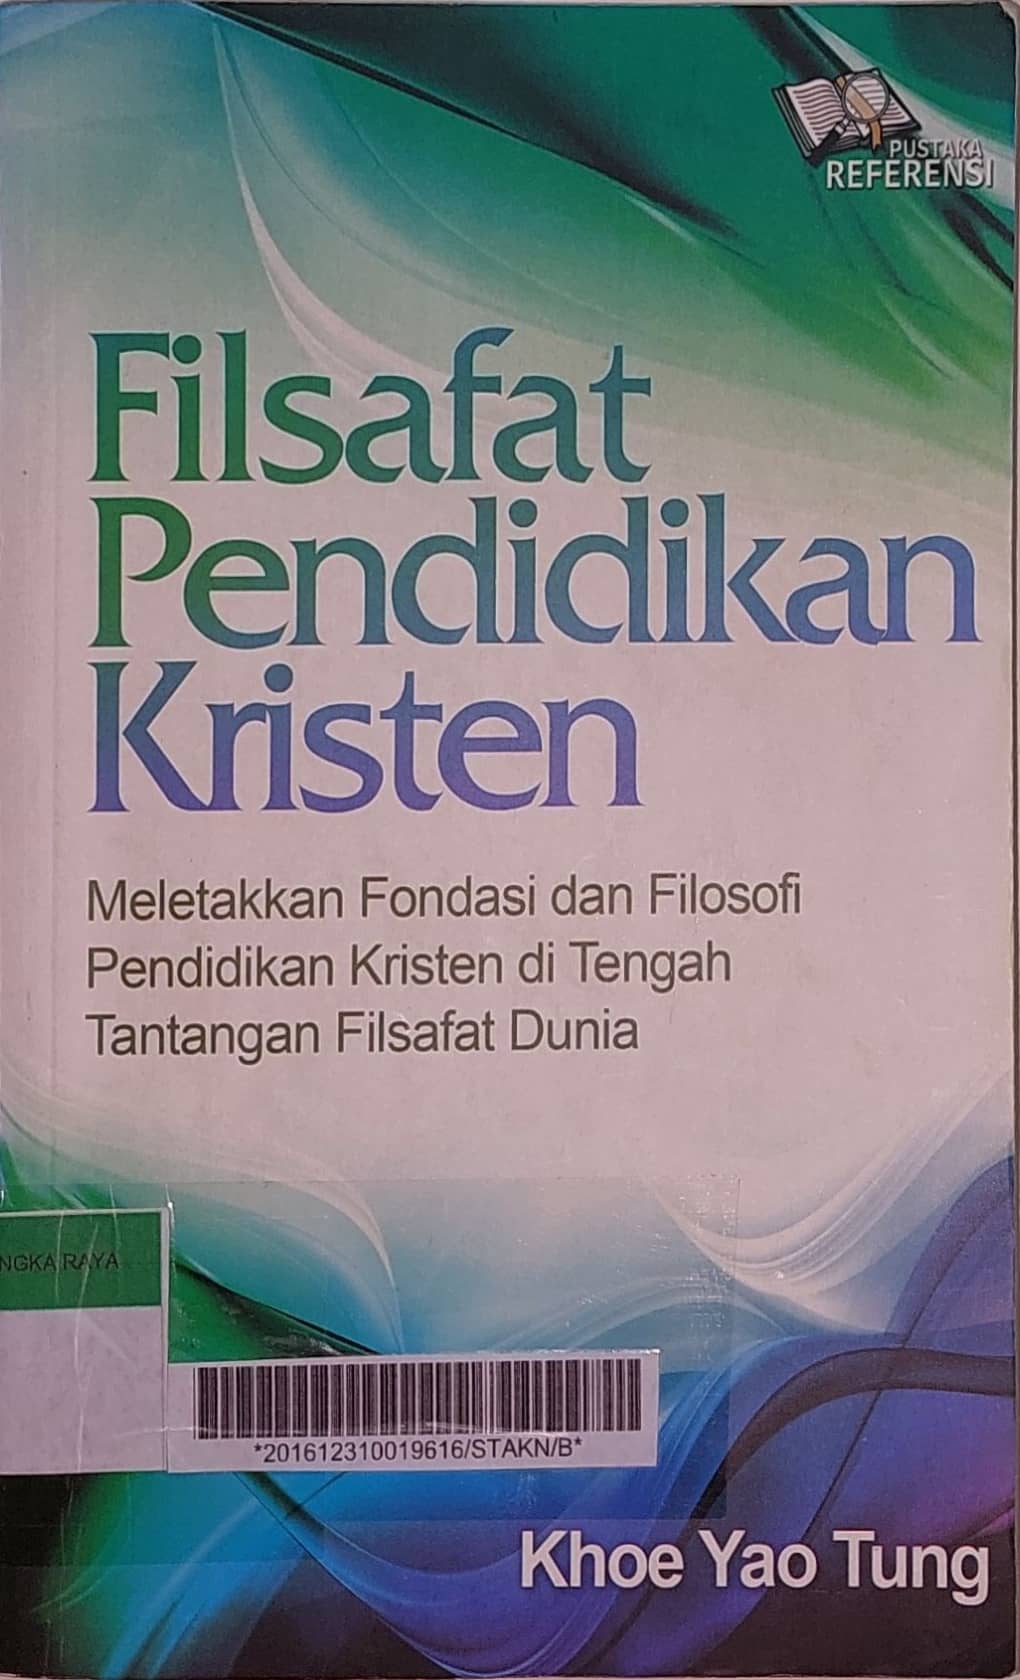 PUSTAKA
REFERENSI
Filsafat
Pendidikan
Kristen
Meletakkan Fondasi dan Filosofi
Pendidikan Kristen di Tengah
Tantangan Filsafat Dunia
NGKA RAYA
*201612310019616/STAKN/B*
Khoe Yao Tung